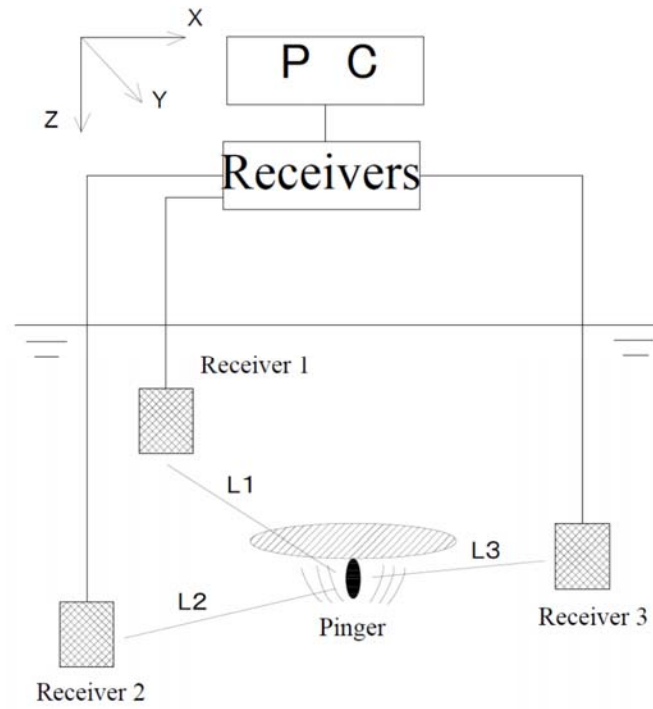 X
P C
Y
Z
Receivers
Receiver 1
L1
L3
L2
Receiver 3
Pinger
Receiver 2